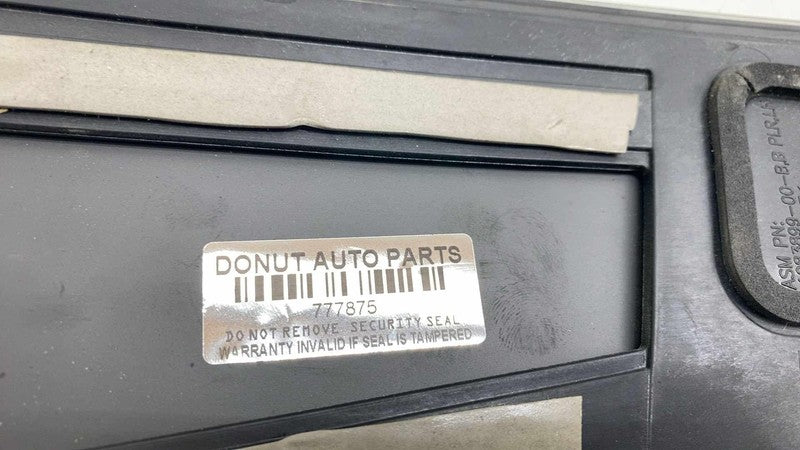 DONUT AUTO PARTS
777875
DO NOT REMOVE SECURITY SEAL
WARRANTY INVALID IF SEAL IS TAMPERED
ASM PN: